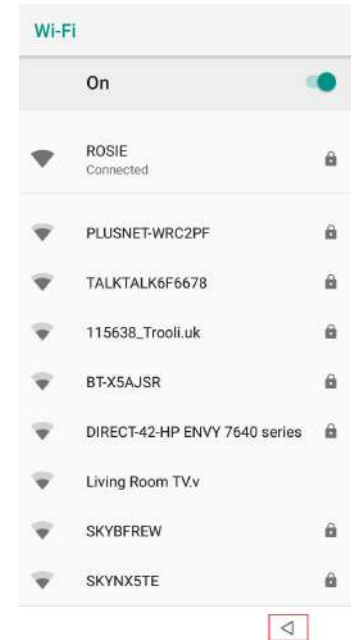 Wi-Fi
On
ROSIE
Connected
PLUSNET-WRC2PF
TALKTALK6F6678
115638_Trooli.uk
BT-X5AJSR
DIRECT-42-HP ENVY 7640 series
Living Room TV.v
SKYBFREW
SKYNX5TE